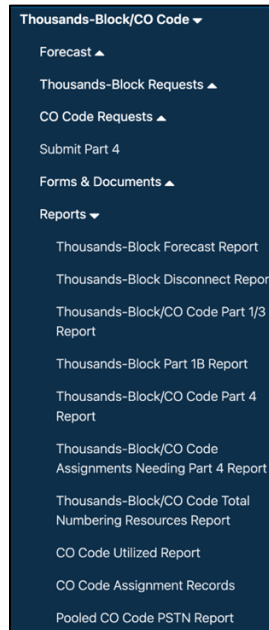 Thousands-Block/CO Code
Forecast
Thousands-Block Requests
CO Code Requests
Submit Part 4
Forms & Documents
Reports
Thousands-Block Forecast Report
Thousands-Block Disconnect Repor
Thousands-Block/CO Code Part 1/3
Report
Thousands-Block Part 1B Report
Thousands-Block/CO Code Part 4
Report
Thousands-Block/CO Code
Assignments Needing Part 4 Report
Thousands-Block/CO Code Total
Numbering Resources Report
CO Code Utilized Report
CO Code Assignment Records
Pooled CO Code PSTN Report